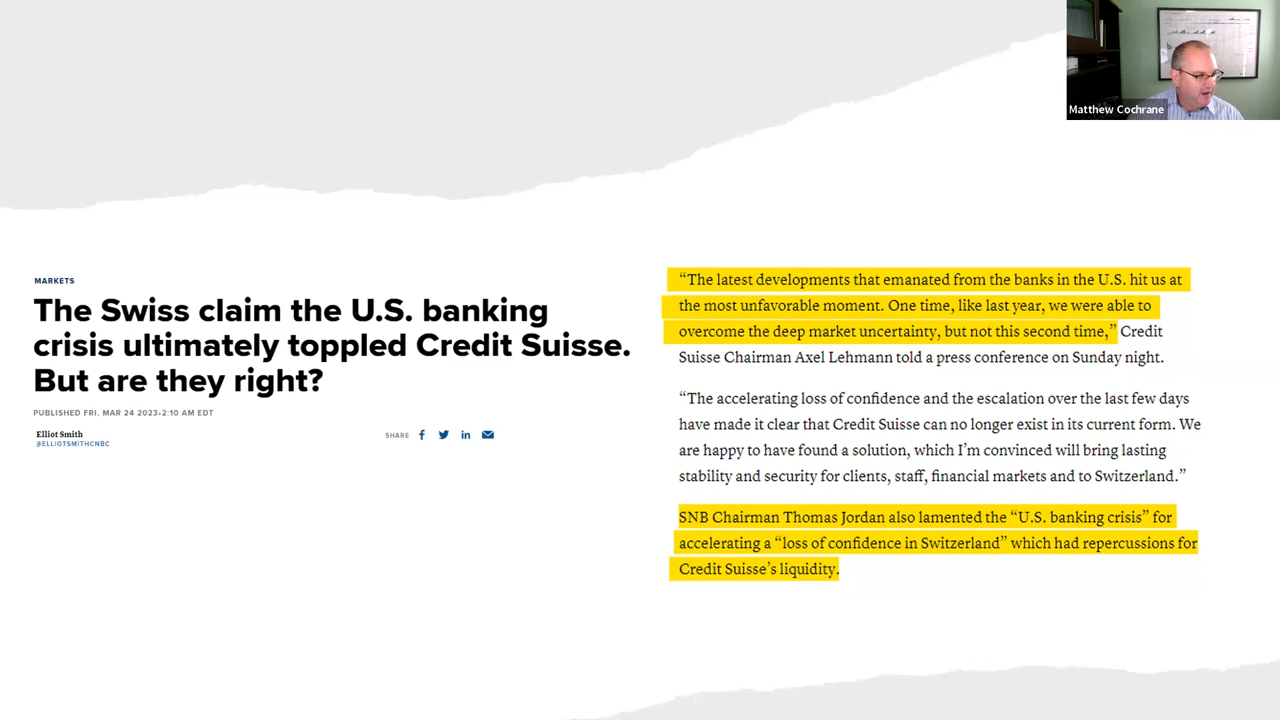 Matthew Cochrane
MARKETS
The Swiss claim the U.S. banking
crisis ultimately toppled Credit Suisse.
But are they right?
PUBLISHED FRI, MAR 24 2023•2:10 AM EDT
Elliot Smith
@ELLIOTSMITHCNBC
SHARE
“The latest developments that emanated from the banks in the U.S. hit us at
the most unfavorable moment. One time, like last year, we were able to
overcome the deep market uncertainty, but not this second time,” Credit
Suisse Chairman Axel Lehmann told a press conference on Sunday night.
“The accelerating loss of confidence and the escalation over the last few days
have made it clear that Credit Suisse can no longer exist in its current form. We
are happy to have found a solution, which I’m convinced will bring lasting
stability and security for clients, staff, financial markets and to Switzerland.”
SNB Chairman Thomas Jordan also lamented the “U.S. banking crisis” for
accelerating a “loss of confidence in Switzerland” which had repercussions for
Credit Suisse’s liquidity.